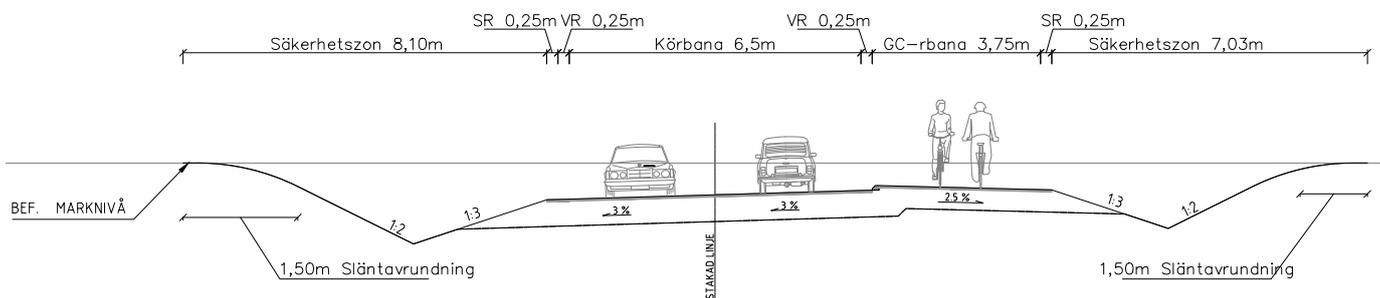 SR 0,25m VR 0,25m VR 0,25m SR 0,25m
Säkerhetszon 8,10m Körbana 6,5m GC-rbana 3,75m Säkerhetszon 7,03m
BEF. MARKNIVÅ
1:2
1:3
3 %
3 %
2.5 %
1:3
1:2
STAKAD LINJE
1,50m Släntavrundning
1,50m Släntavrundning